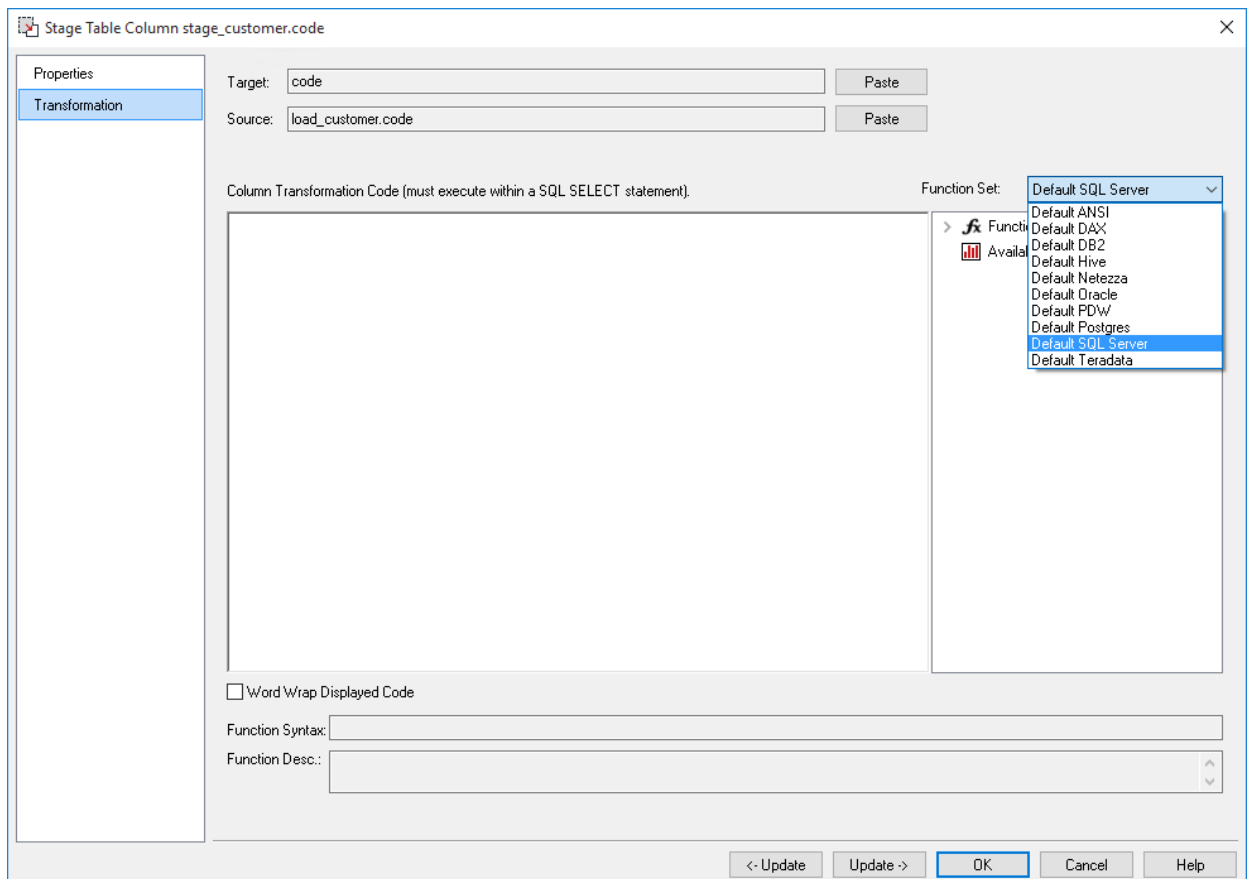 Stage Table Column stage_customer.code
Properties
Transformation
Target: code Paste
Source: load_customer.code Paste
Column Transformation Code (must execute within a SQL SELECT statement). Function Set: Default SQL Server
Default ANSI
Default DAX
Default DB2
Default Hive
Default Netezza
Default Oracle
Default PDW
Default Postgres
Default SQL Server
Default Teradata
fx Functi
Availal
Word Wrap Displayed Code
Function Syntax:
Function Desc.:
<- Update Update -> OK Cancel Help